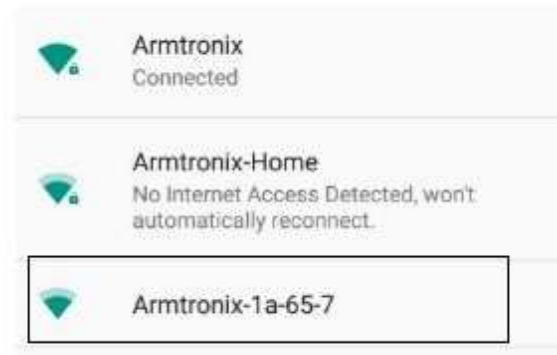 Armtronix
Connected
Armtronix-Home
No Internet Access Detected, won't
automatically reconnect.
Armtronix-1a-65-7